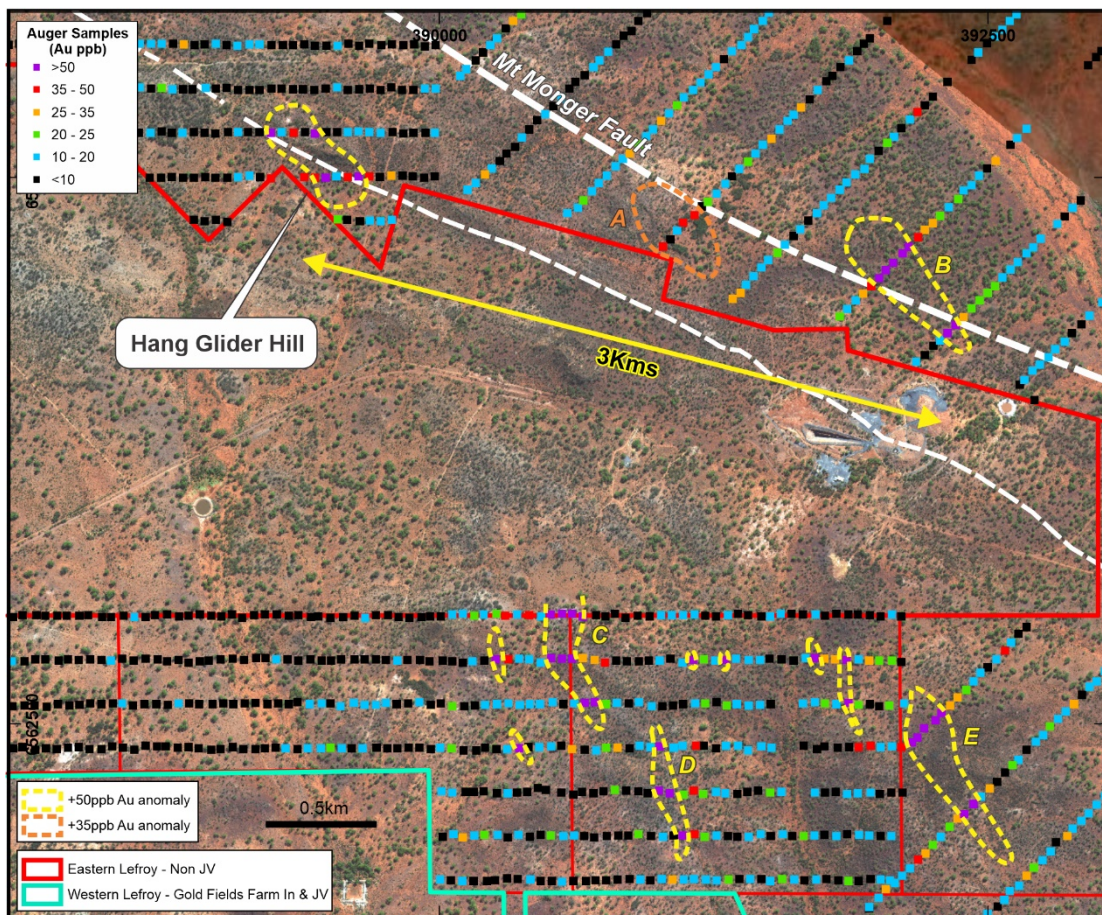 Auger Samples
(Au ppb)
>50
35 - 50
25 - 35
20 - 25
10 - 20
<10
390000
392500
Mt Monger Fault
A
B
Hang Glider Hill
3Kms
C
D
E
0.5km
+50ppb Au anomaly
+35ppb Au anomaly
Eastern Lefroy - Non JV
Western Lefroy - Gold Fields Farm In & JV